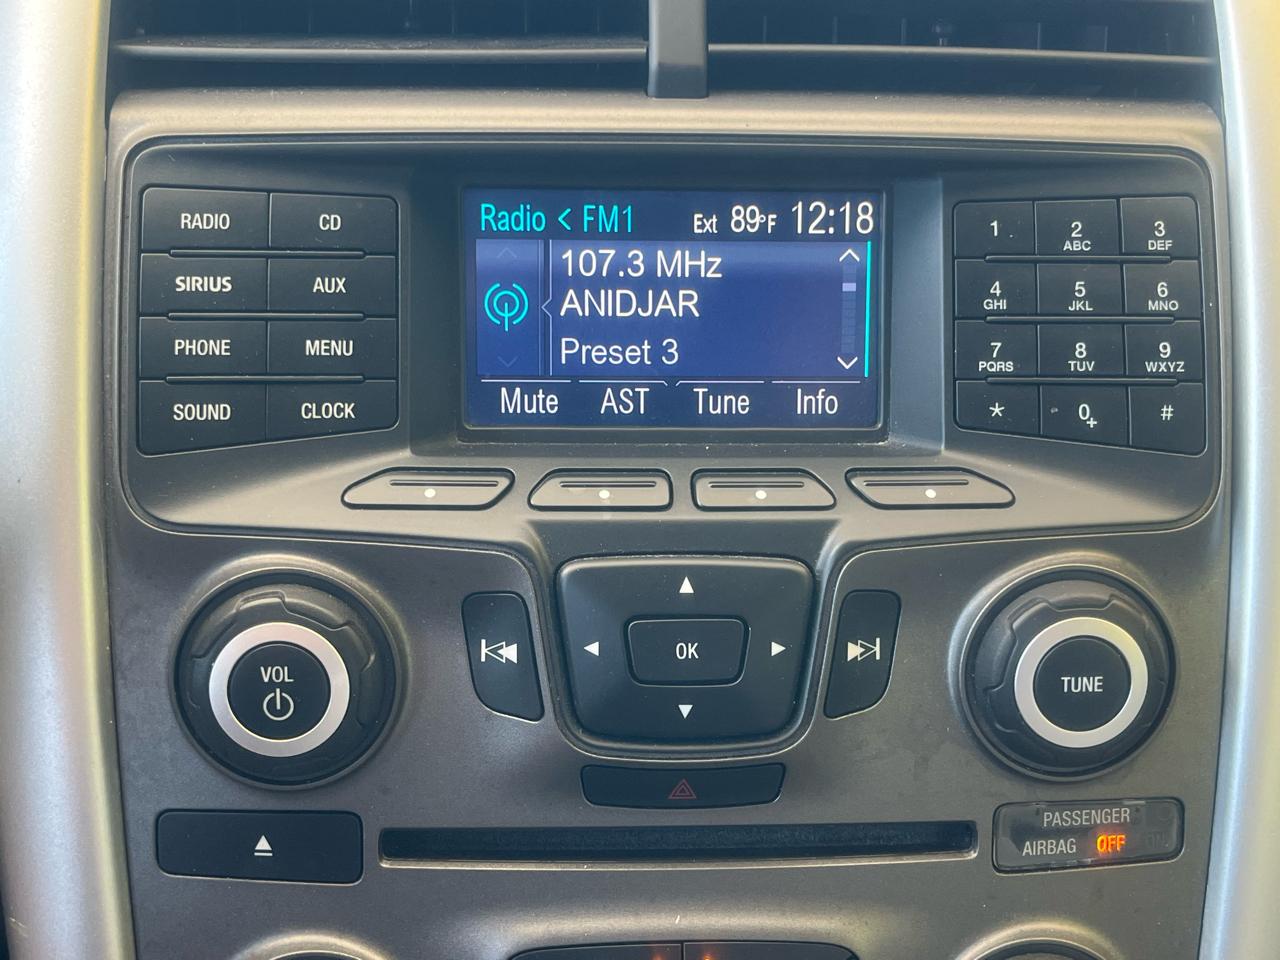 Radio < FM1 Ext 89°F 12:18
107.3 MHz
ANIDJAR
Preset 3
Mute AST Tune Info
RADIO CD
SIRIUS AUX
PHONE MENU
SOUND CLOCK
1 2 ABC 3 DEF
4 GHI 5 JKL 6 MNO
7 PQRS 8 TUV 9 WXYZ
* 0+ #
VOL
OK
TUNE
PASSENGER
AIRBAG OFF